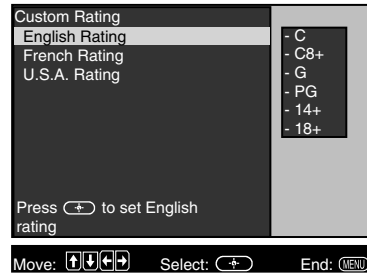 Custom Rating
English Rating
French Rating
U.S.A. Rating
- C
- C8+
- G
- PG
- 14+
- 18+
Press to set English
rating
Move: Select: End: MENU